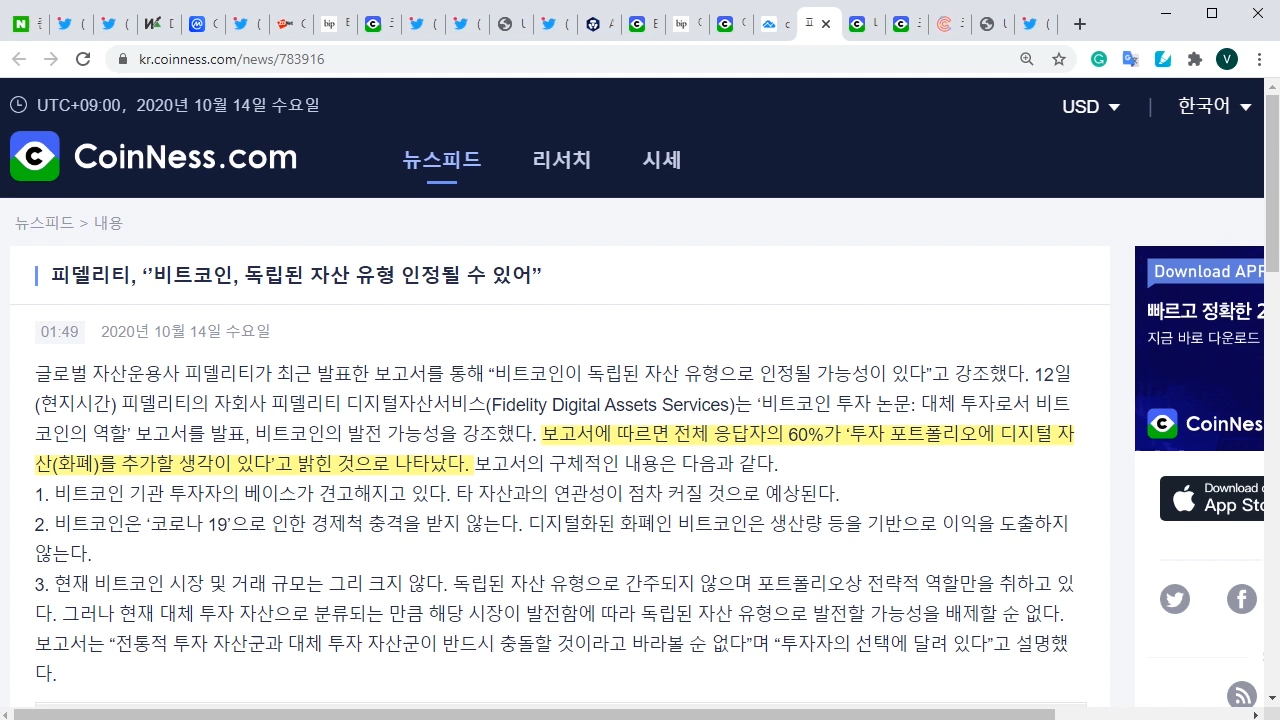 kr.coinness.com/news/783916
V
UTC+09:00, 2020년 10월 14일 수요일
USD
한국어
CoinNess.com
뉴스피드
리서치
시세
뉴스피드 > 내용
피델리티, ‘’비트코인, 독립된 자산 유형 인정될 수 있어”
01:49 2020년 10월 14일 수요일
글로벌 자산운용사 피델리티가 최근 발표한 보고서를 통해 “비트코인이 독립된 자산 유형으로 인정될 가능성이 있다”고 강조했다. 12일
(현지시간) 피델리티의 자회사 피델리티 디지털자산서비스(Fidelity Digital Assets Services)는 ‘비트코인 투자 논문: 대체 투자로서 비트
코인의 역할’ 보고서를 발표, 비트코인의 발전 가능성을 강조했다. 보고서에 따르면 전체 응답자의 60%가 ‘투자 포트폴리오에 디지털 자
산(화폐)를 추가할 생각이 있다’고 밝힌 것으로 나타났다. 보고서의 구체적인 내용은 다음과 같다.
1. 비트코인 기관 투자자의 베이스가 견고해지고 있다. 타 자산과의 연관성이 점차 커질 것으로 예상된다.
2. 비트코인은 ‘코로나 19’으로 인한 경제적 충격을 받지 않는다. 디지털화된 화폐인 비트코인은 생산량 등을 기반으로 이익을 도출하지
않는다.
3. 현재 비트코인 시장 및 거래 규모는 그리 크지 않다. 독립된 자산 유형으로 간주되지 않으며 포트폴리오상 전략적 역할만을 취하고 있
다. 그러나 현재 대체 투자 자산으로 분류되는 만큼 해당 시장이 발전함에 따라 독립된 자산 유형으로 발전할 가능성을 배제할 순 없다.
보고서는 “전통적 투자 자산군과 대체 투자 자산군이 반드시 충돌할 것이라고 바라볼 순 없다”며 “투자자의 선택에 달려 있다”고 설명했
다.
Download APP
빠르고 정확한 2
지금 바로 다운로드
CoinNess
Download o
App Sto